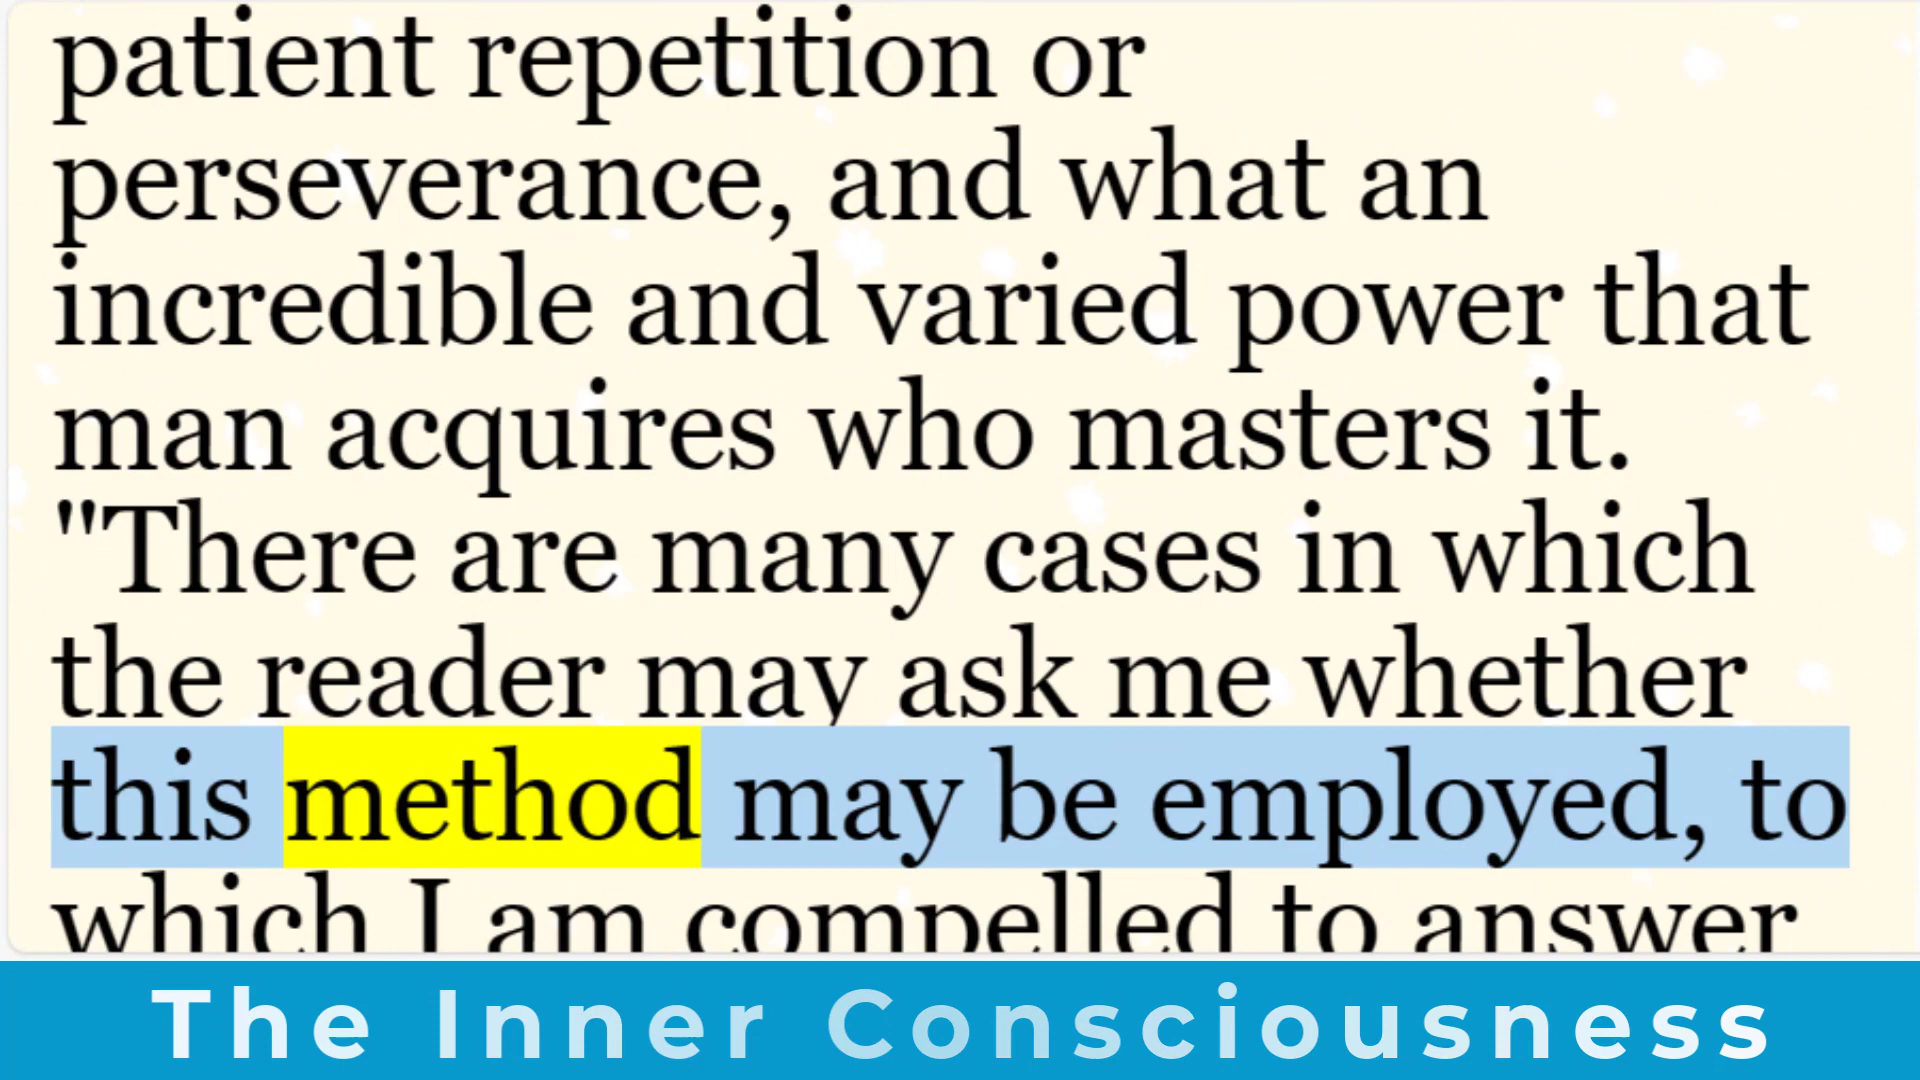 patient repetition or
perseverance, and what an
incredible and varied power that
man acquires who masters it.
"There are many cases in which
the reader may ask me whether
this method may be employed, to
which I am compelled to answer
The Inner Consciousness